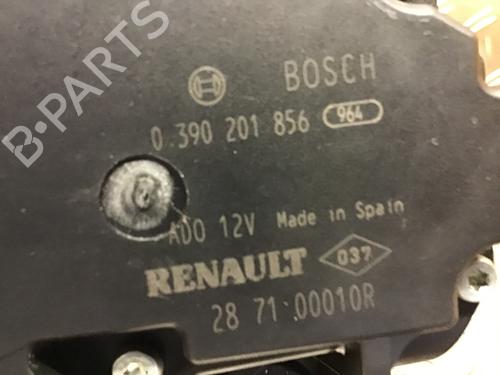 B-PARTS
BOSCH
0 390 201 856 964
ADO 12V Made in Spain
RENAULT 037
28 71 00010R